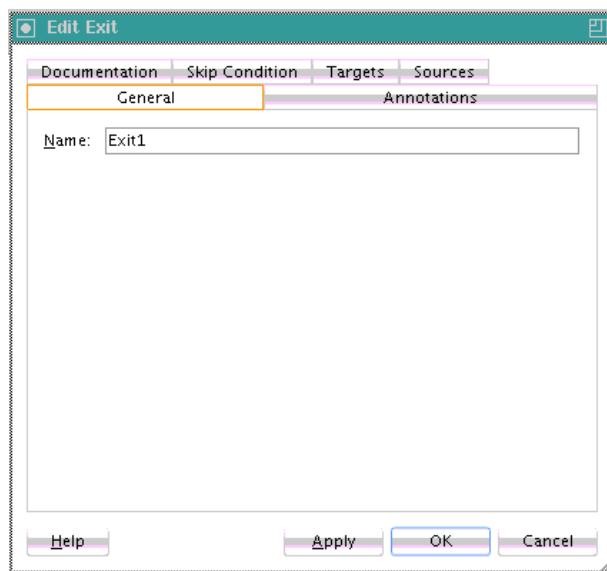 Edit Exit
Documentation Skip Condition Targets Sources
General Annotations
Name: Exit1
Help Apply OK Cancel